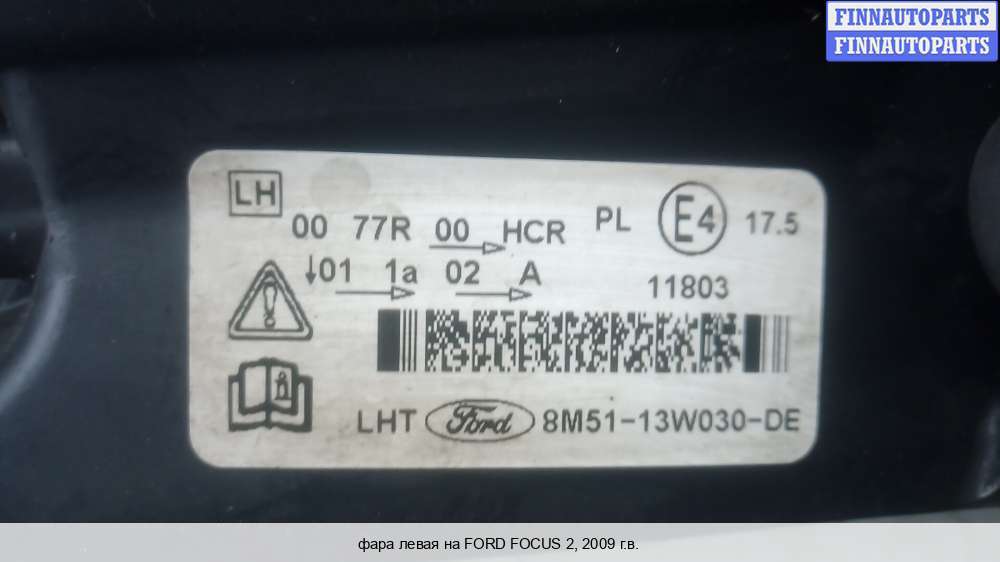 FINNAUTOPARTS
FINNAUTOPARTS
LH
00 77R 00 HCR PL E4 17.5
↓01 1a 02 A 11803
LHT Ford 8M51-13W030-DE
фара левая на FORD FOCUS 2, 2009 г.в.